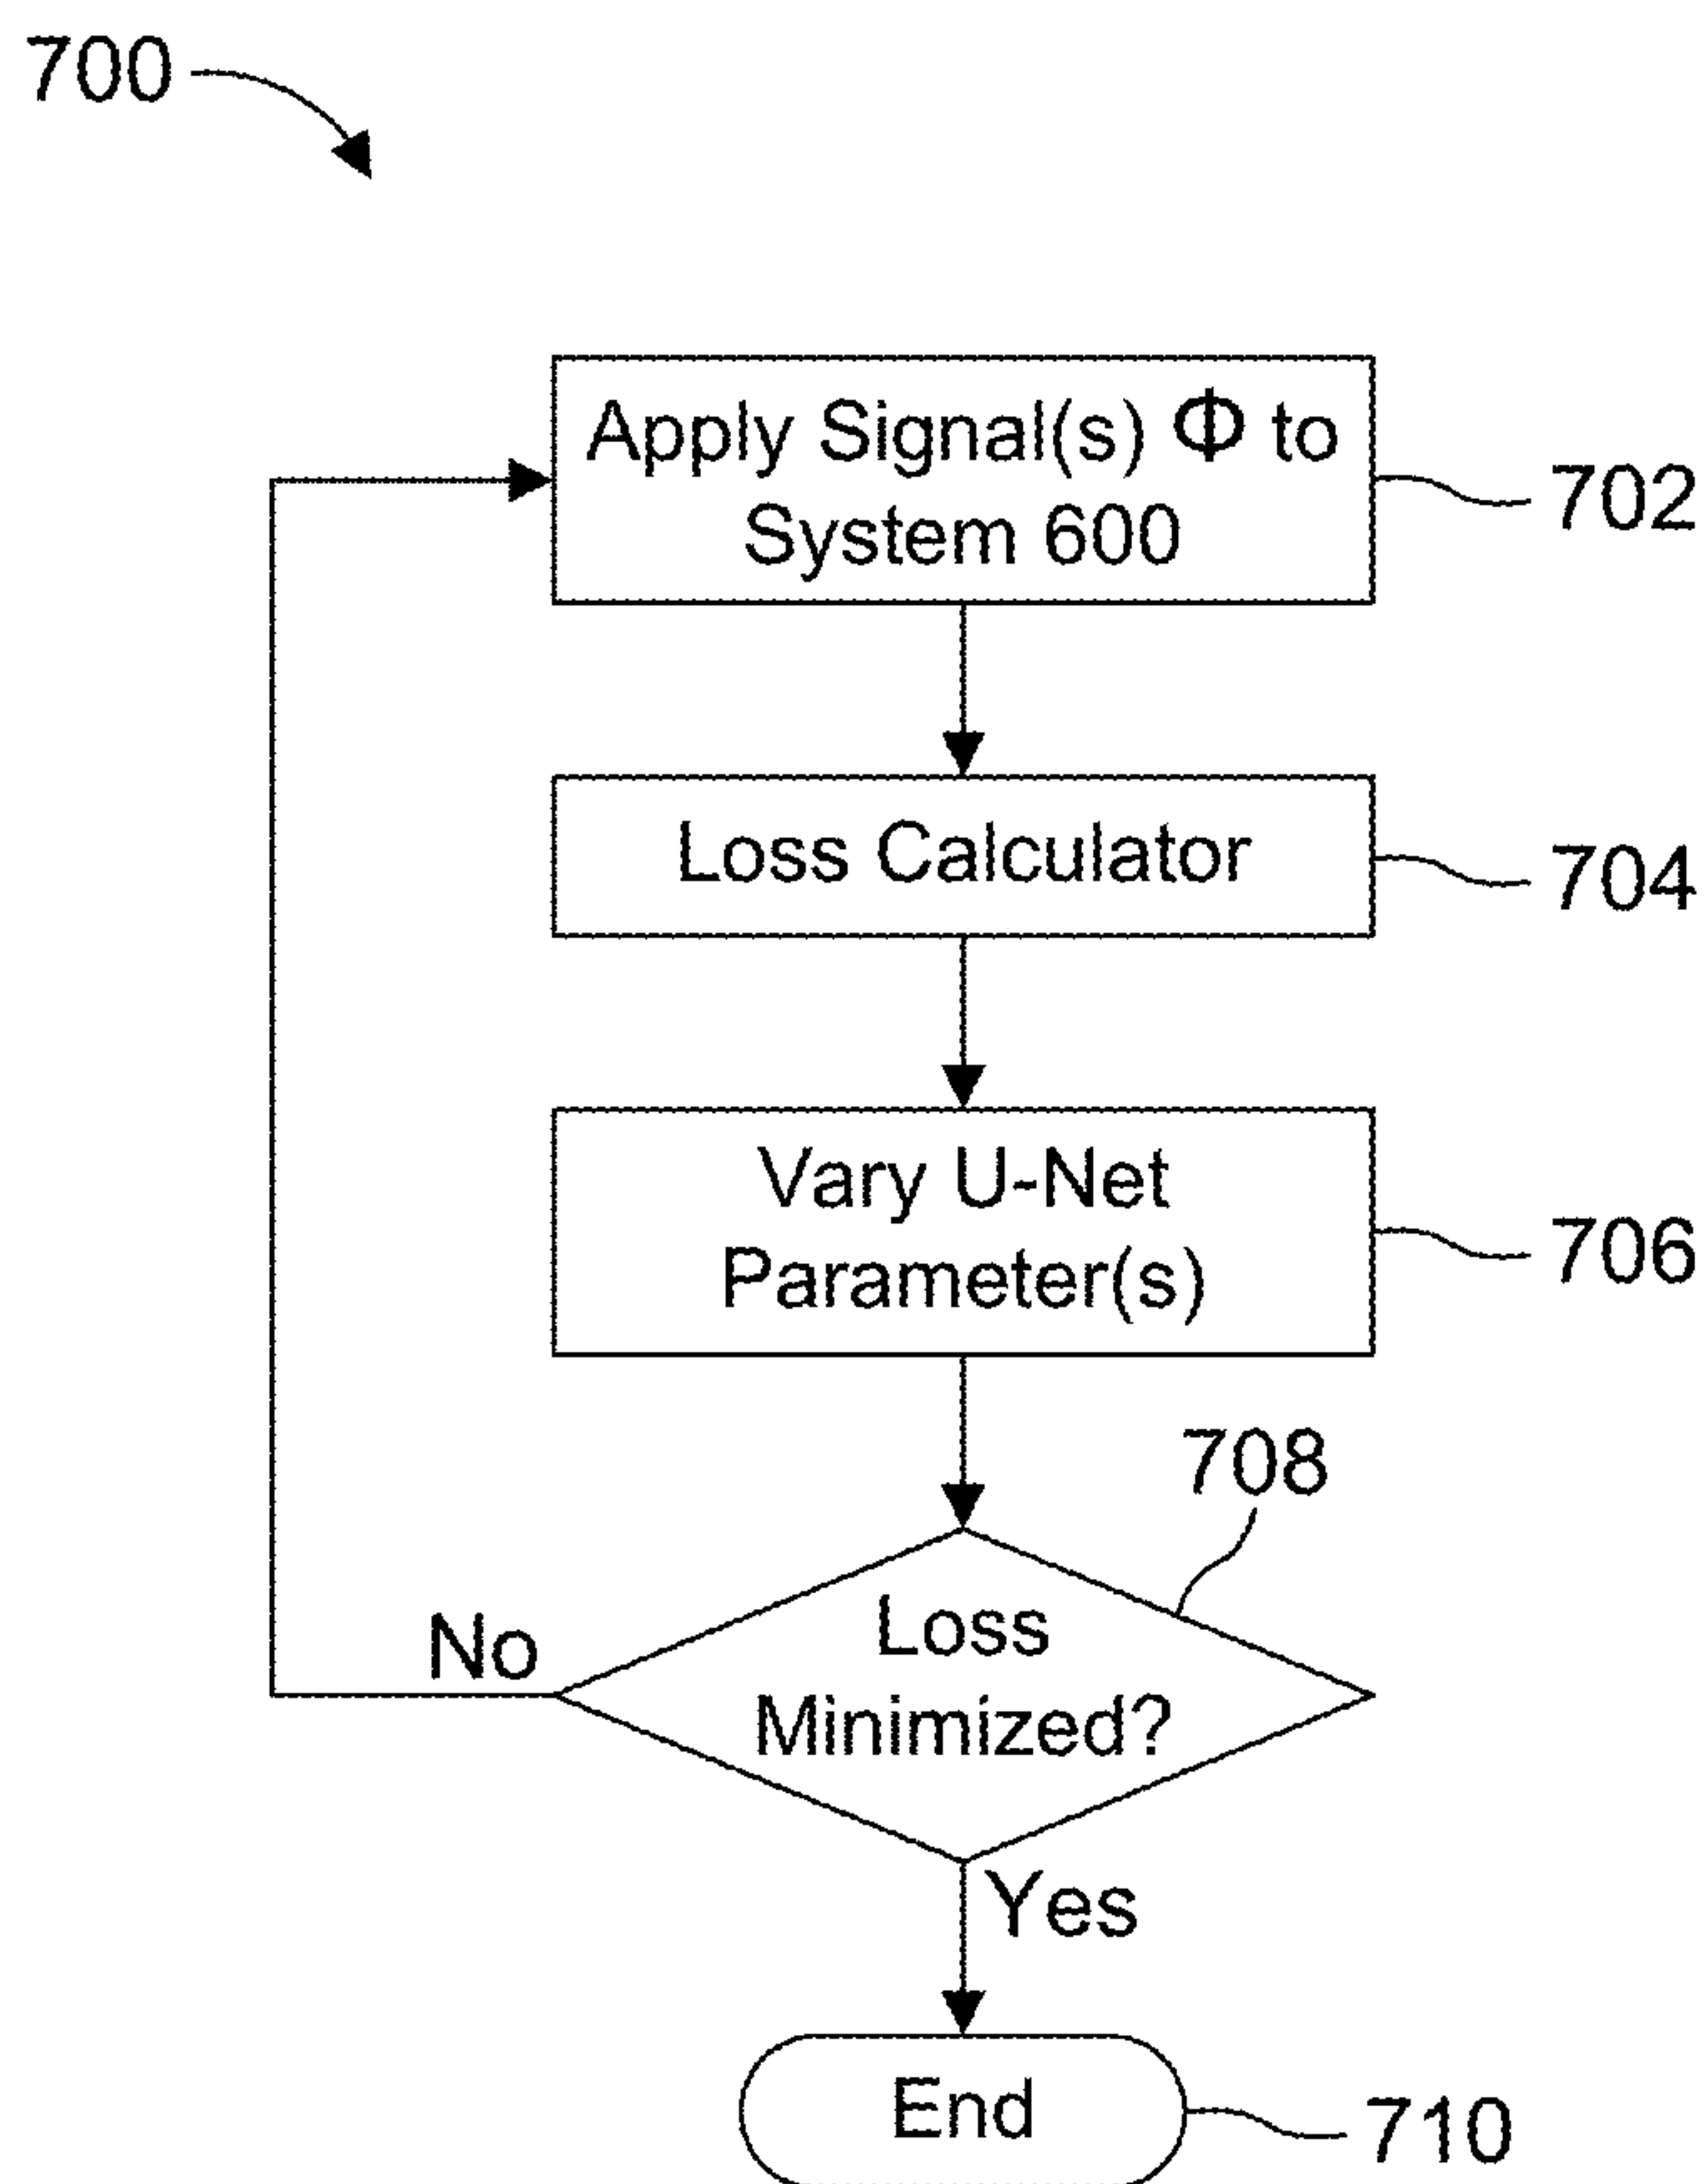 700
Apply Signal(s) Φ to
System 600
702
Loss Calculator
704
Vary U-Net
Parameter(s)
706
708
Loss
Minimized?
No
Yes
End
710